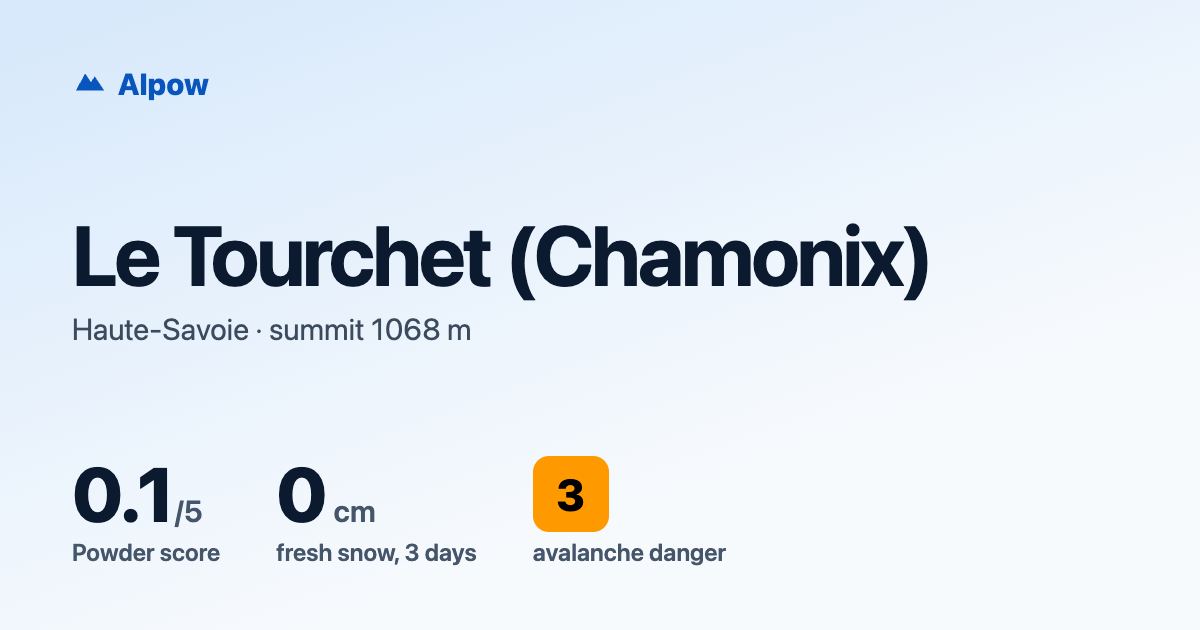 Alpow
Le Tourchet (Chamonix)
Haute-Savoie · summit 1068 m
0.1/5
Powder score
0 cm
fresh snow, 3 days
3
avalanche danger